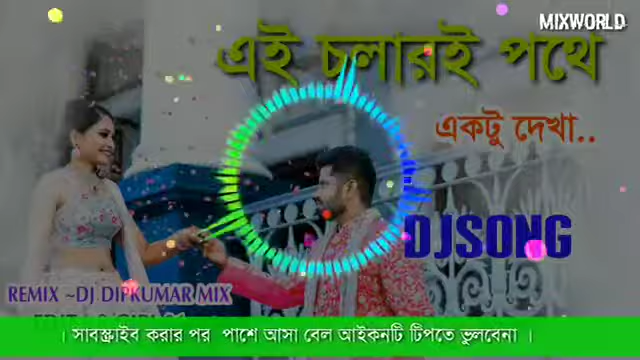 MIXWORLD
এই চলারই পথে
একটু দেখা..
DJSONG
REMIX ~DJ DIPKUMAR MIX
। সাবস্ক্রাইব করার পর পাশে আসা বেল আইকনটি টিপতে ভুলবেনা ।